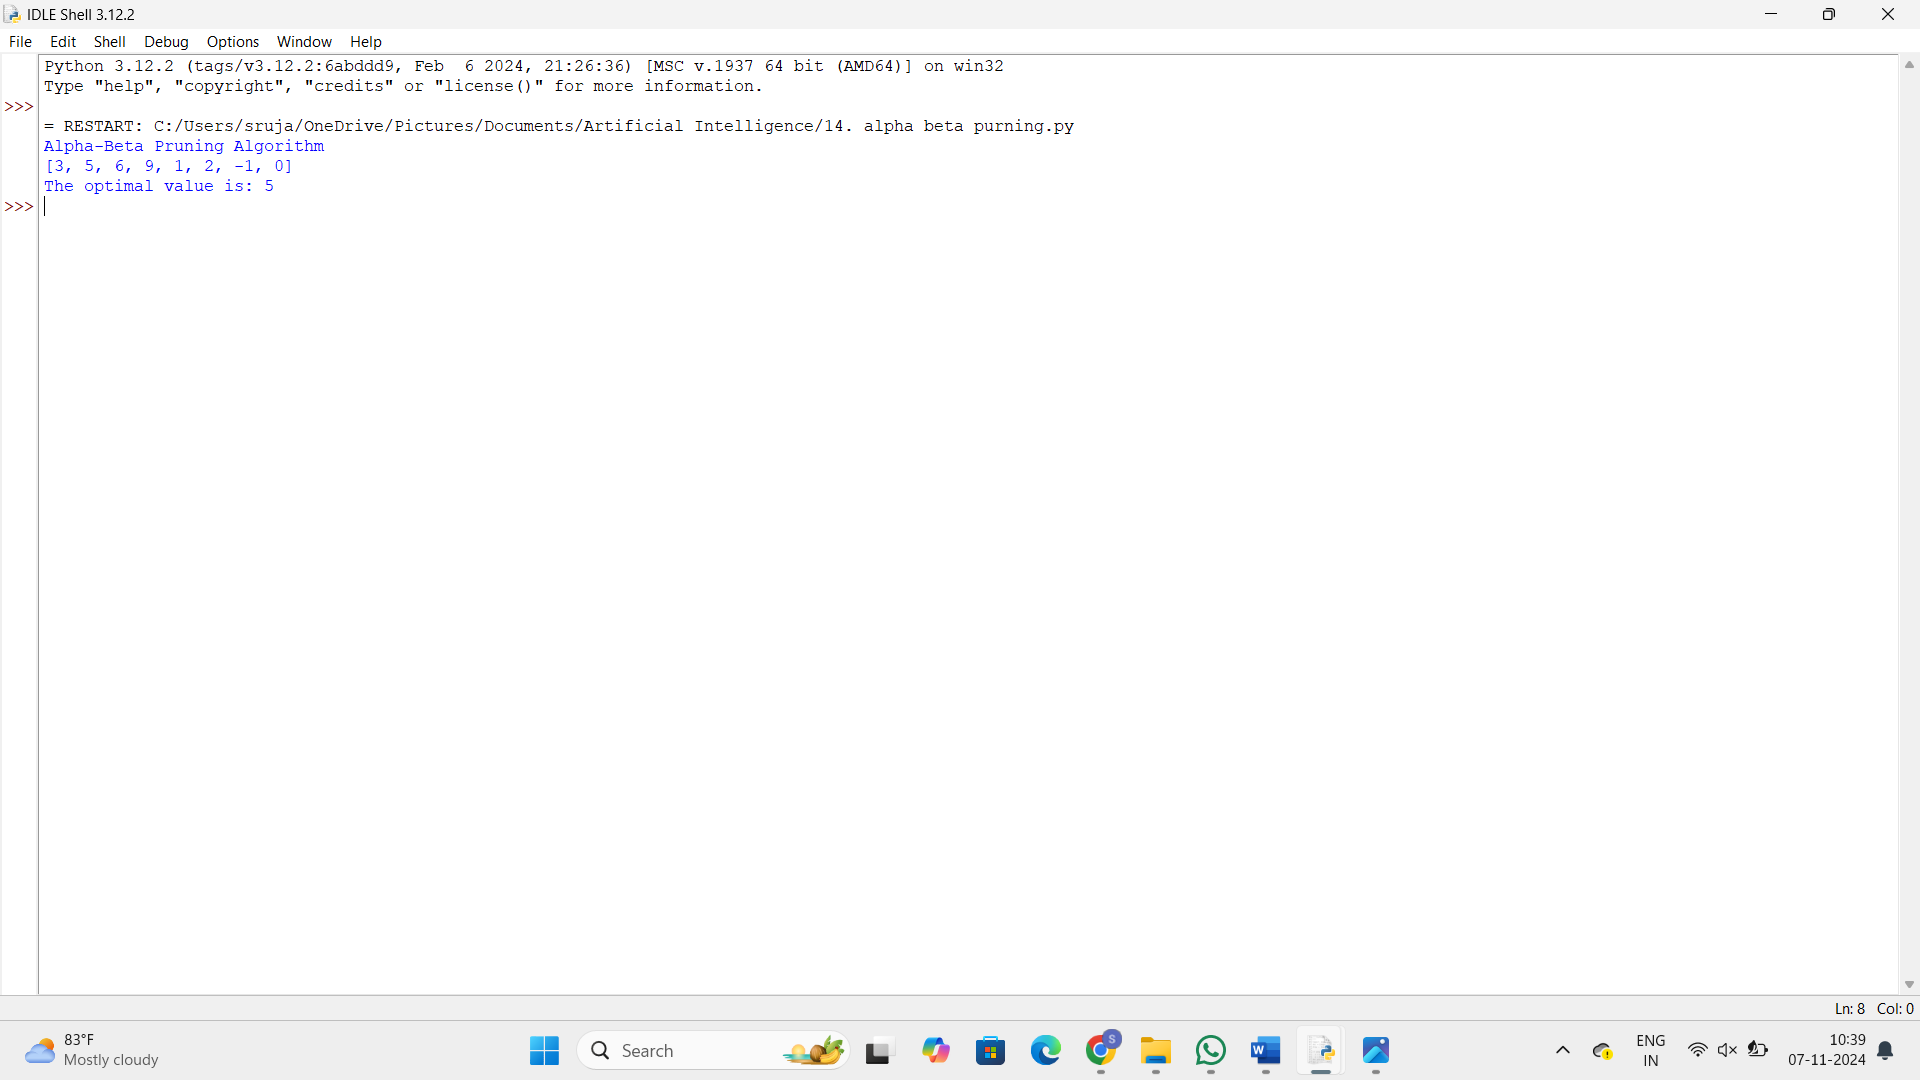 IDLE Shell 3.12.2
File Edit Shell Debug Options Window Help
Python 3.12.2 (tags/v3.12.2:6abddd9, Feb  6 2024, 21:26:36) [MSC v.1937 64 bit (AMD64)] on win32
Type "help", "copyright", "credits" or "license()" for more information.
>>>
= RESTART: C:/Users/sruja/OneDrive/Pictures/Documents/Artificial Intelligence/14. alpha beta purning.py
Alpha-Beta Pruning Algorithm
[3, 5, 6, 9, 1, 2, -1, 0]
The optimal value is: 5
>>>
Ln: 8 Col: 0
83°F
Mostly cloudy
Search
S
W
ENG
IN
10:39
07-11-2024